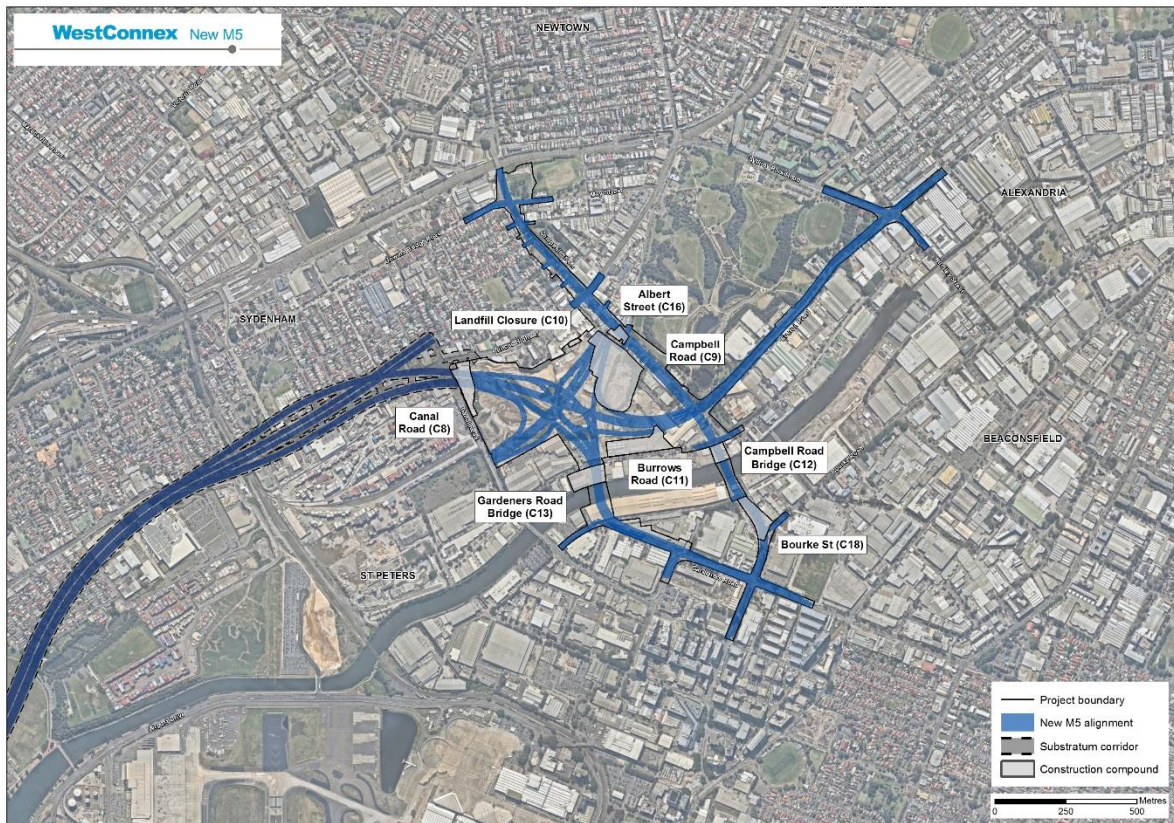 WestConnex New M5
NEWTOWN
ALEXANDRIA
SYDENHAM
Albert
Street (C16)
Landfill Closure (C10)
Campbell
Road (C9)
Canal
Road (C8)
BEACONSFIELD
Campbell Road
Bridge (C12)
Burrows
Road (C11)
Gardeners Road
Bridge (C13)
Bourke St (C18)
ST PETERS
Airport Drive
Project boundary
New M5 alignment
Substratum corridor
Construction compound
Metres
0 250 500